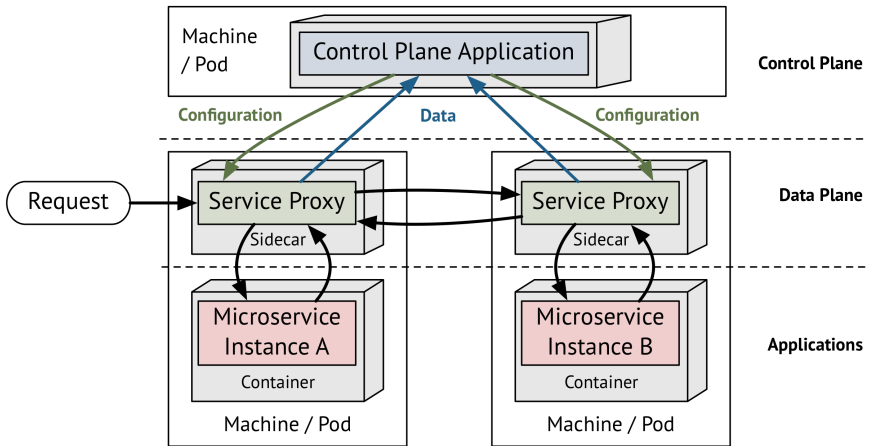 Machine
/ Pod
Control Plane Application
Control Plane
Configuration
Data
Configuration
Data Plane
Request
Service Proxy
Service Proxy
Sidecar
Sidecar
Microservice
Instance A
Microservice
Instance B
Applications
Container
Container
Machine / Pod
Machine / Pod